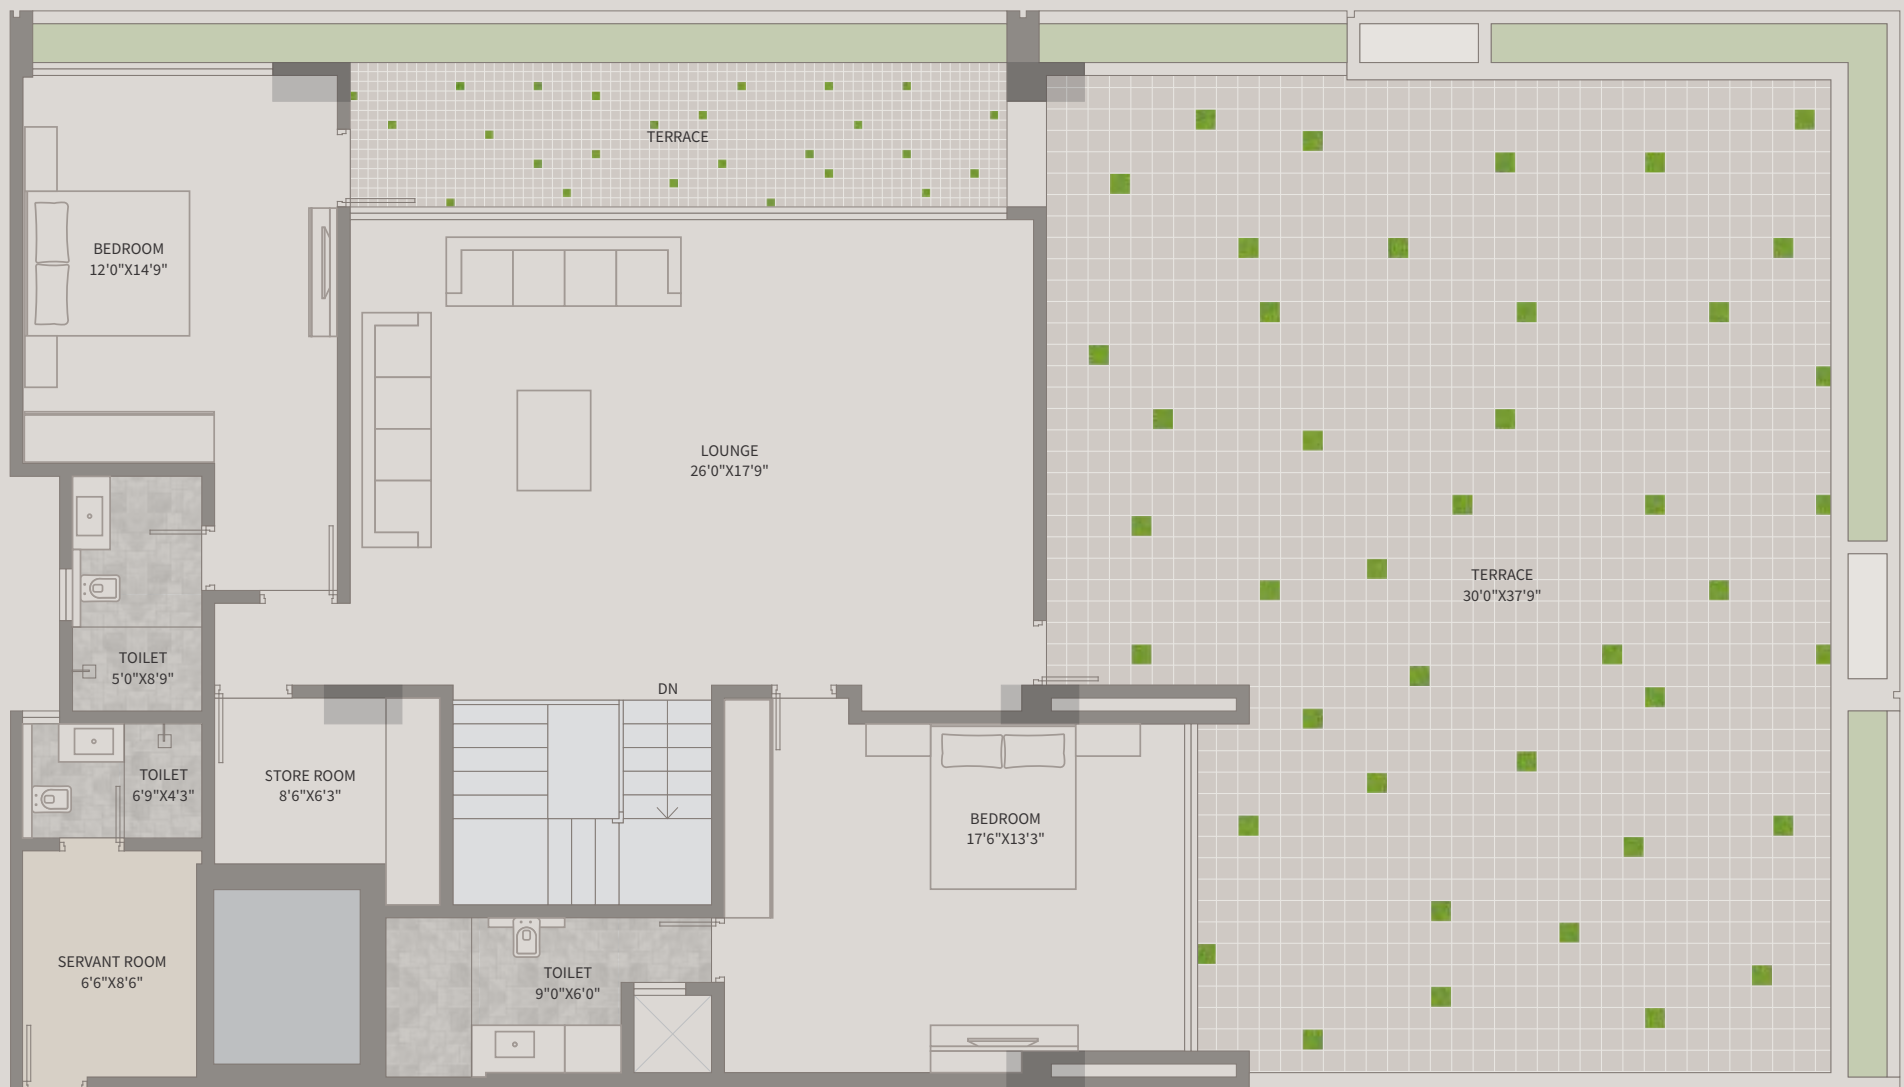 TERRACE
BEDROOM
12'0"X14'9"
LOUNGE
26'0"X17'9"
TERRACE
30'0"X37'9"
TOILET
5'0"X8'9"
DN
TOILET
6'9"X4'3"
STORE ROOM
8'6"X6'3"
BEDROOM
17'6"X13'3"
SERVANT ROOM
6'6"X8'6"
TOILET
9'0"X6'0"